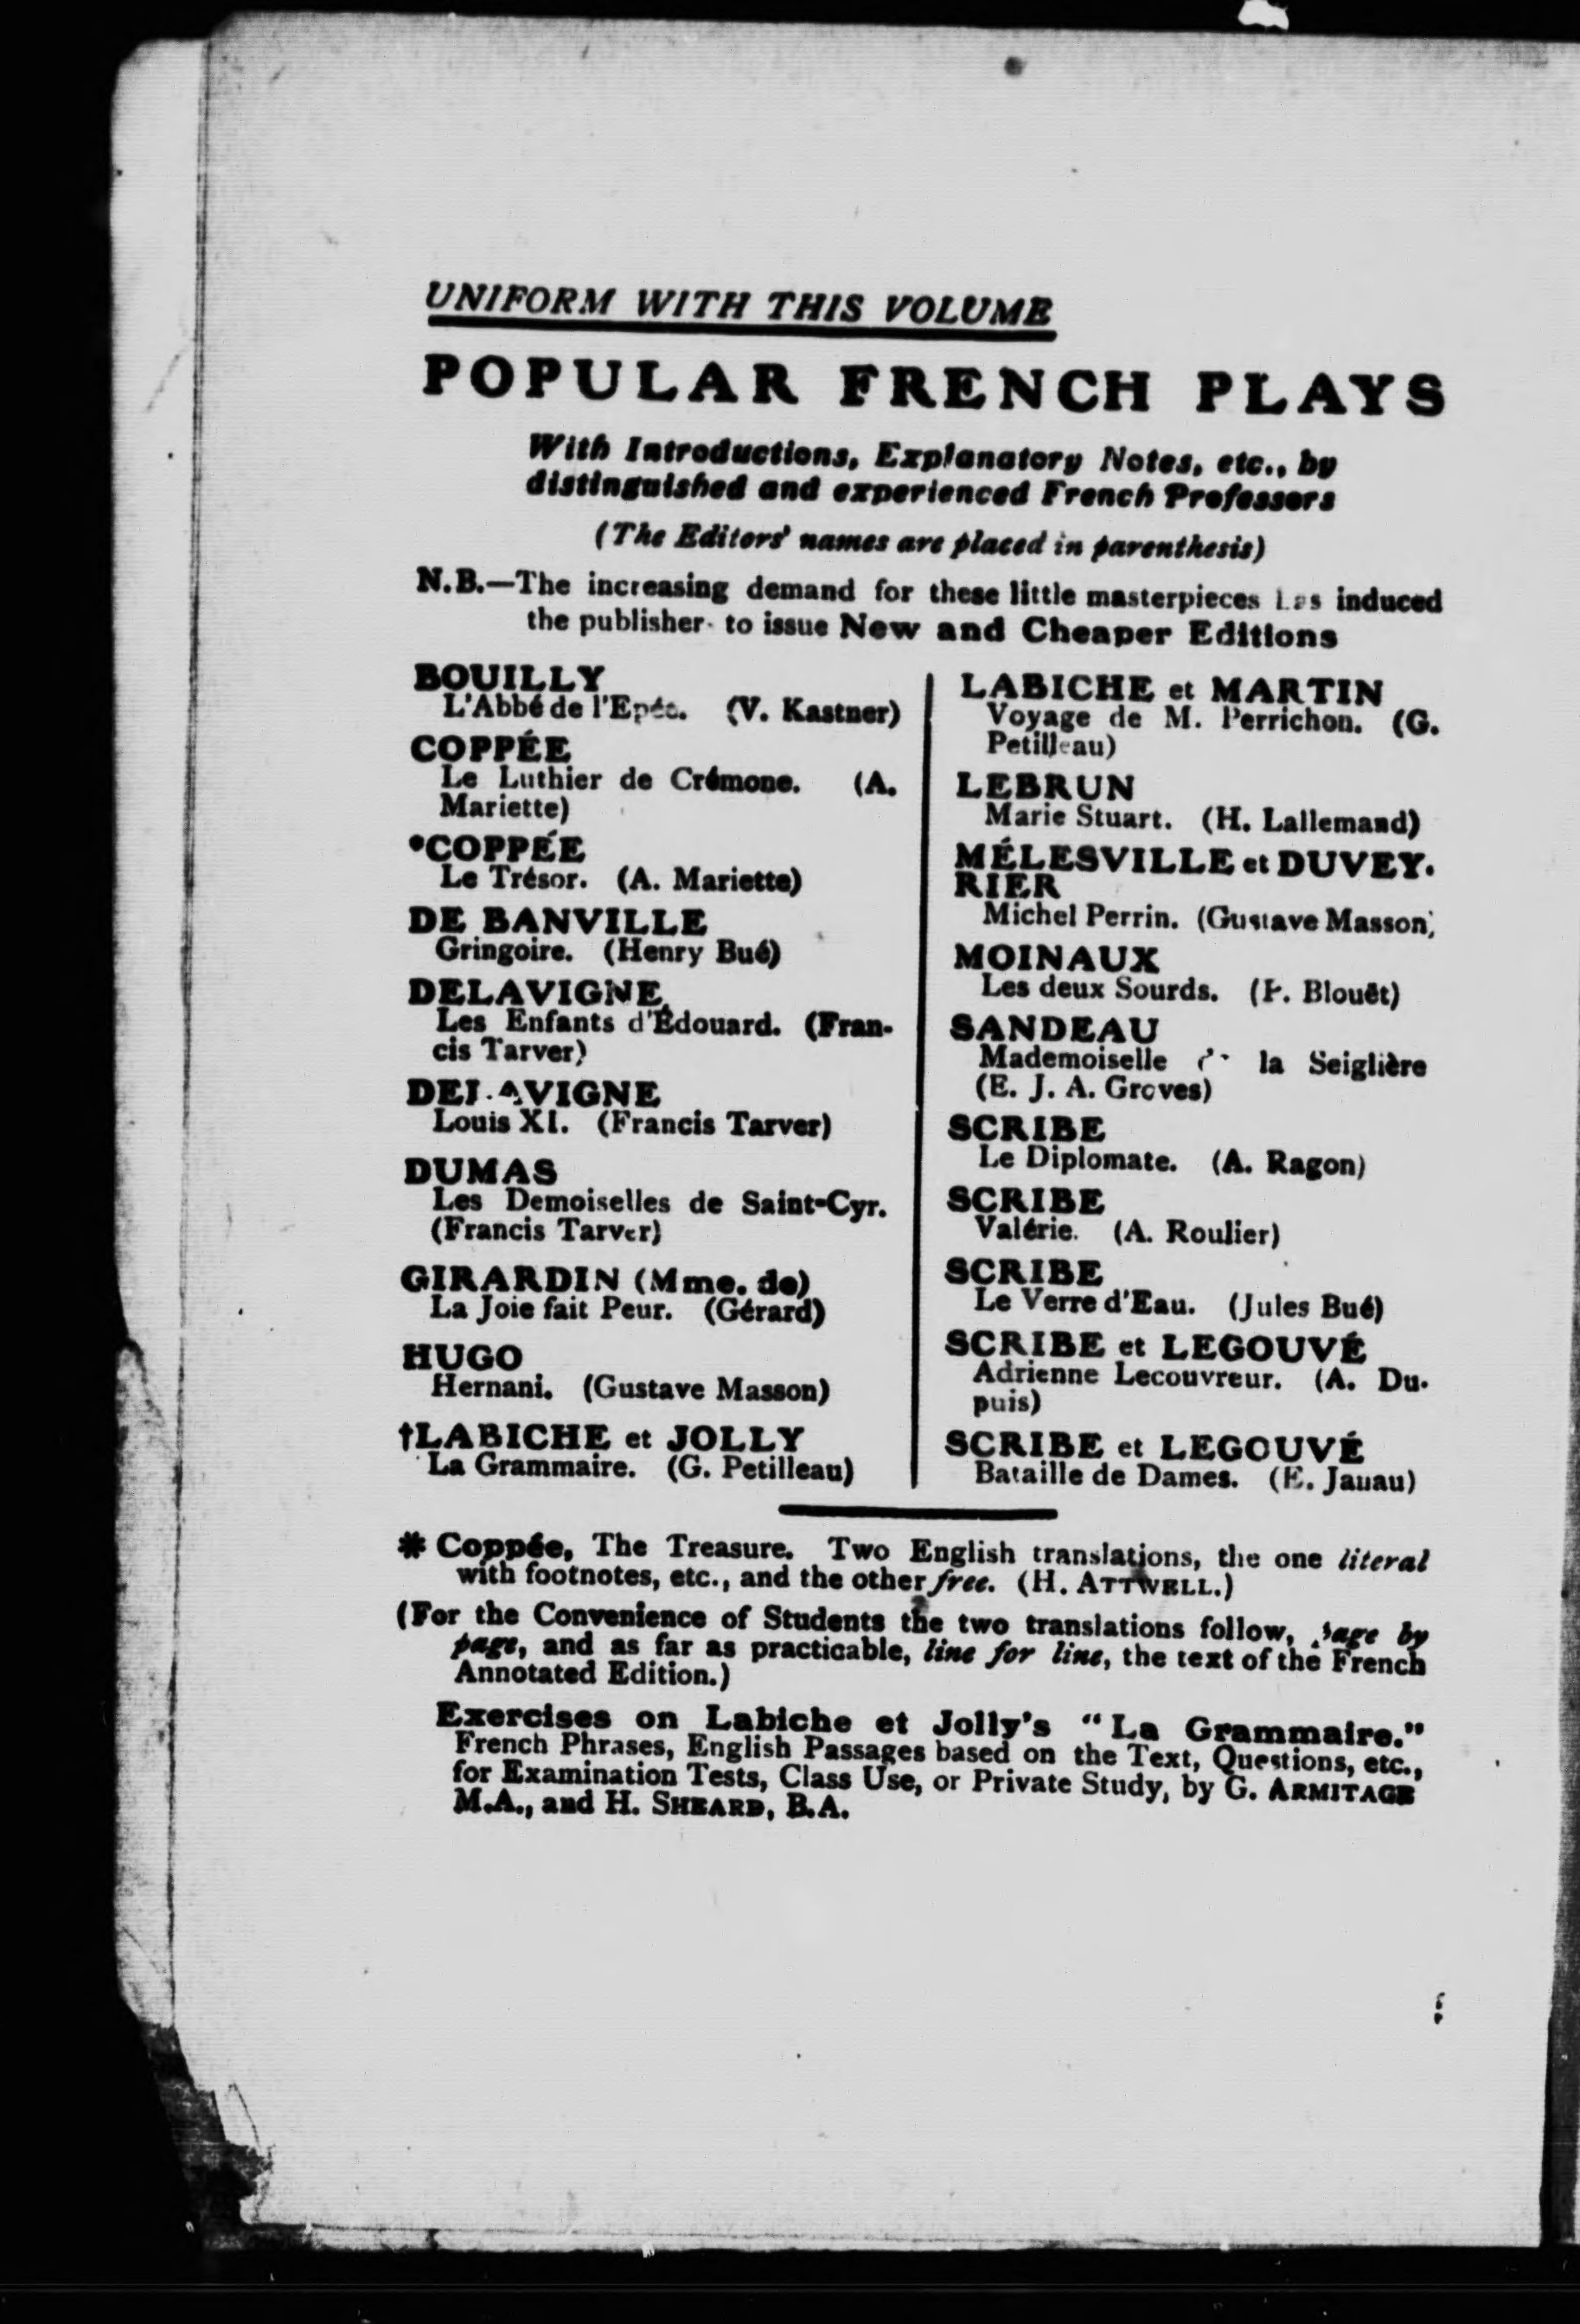 UNIFORM WITH THIS VOLUME
POPULAR FRENCH PLAYS
With Introductions, Explanatory Notes, etc., by
distinguished and experienced French Professors
(The Editors' names are placed in parenthesis)
N.B.—The increasing demand for these little masterpieces has induced
the publisher to issue New and Cheaper Editions
BOUILLY
L'Abbé de l'Epée. (V. Kastner)
COPPÉE
Le Luthier de Crémone. (A.
Mariette)
*COPPÉE
Le Trésor. (A. Mariette)
DE BANVILLE
Gringoire. (Henry Bué)
DELAVIGNE
Les Enfants d'Édouard. (Fran-
cis Tarver)
DELAVIGNE
Louis XI. (Francis Tarver)
DUMAS
Les Demoiselles de Saint-Cyr.
(Francis Tarver)
GIRARDIN (Mme. de)
La Joie fait Peur. (Gérard)
HUGO
Hernani. (Gustave Masson)
†LABICHE et JOLLY
La Grammaire. (G. Petilleau)
LABICHE et MARTIN
Voyage de M. Perrichon. (G.
Petilleau)
LEBRUN
Marie Stuart. (H. Lallemand)
MÉLESVILLE et DUVEY-
RIER
Michel Perrin. (Gustave Masson)
MOINAUX
Les deux Sourds. (P. Blouët)
SANDEAU
Mademoiselle la Seiglière
(E. J. A. Groves)
SCRIBE
Le Diplomate. (A. Ragon)
SCRIBE
Valérie. (A. Roulier)
SCRIBE
Le Verre d'Eau. (Jules Bué)
SCRIBE et LEGOUVÉ
Adrienne Lecouvreur. (A. Du-
puis)
SCRIBE et LEGOUVÉ
Bataille de Dames. (E. Janau)
* Coppée, The Treasure. Two English translations, the one literal
with footnotes, etc., and the other free. (H. ATTWELL.)
(For the Convenience of Students the two translations follow, page by
page, and as far as practicable, line for line, the text of the French
Annotated Edition.)
Exercises on Labiche et Jolly's "La Grammaire."
French Phrases, English Passages based on the Text, Questions, etc.,
for Examination Tests, Class Use, or Private Study, by G. ARMITAGE
M.A., and H. SHEARD, B.A.